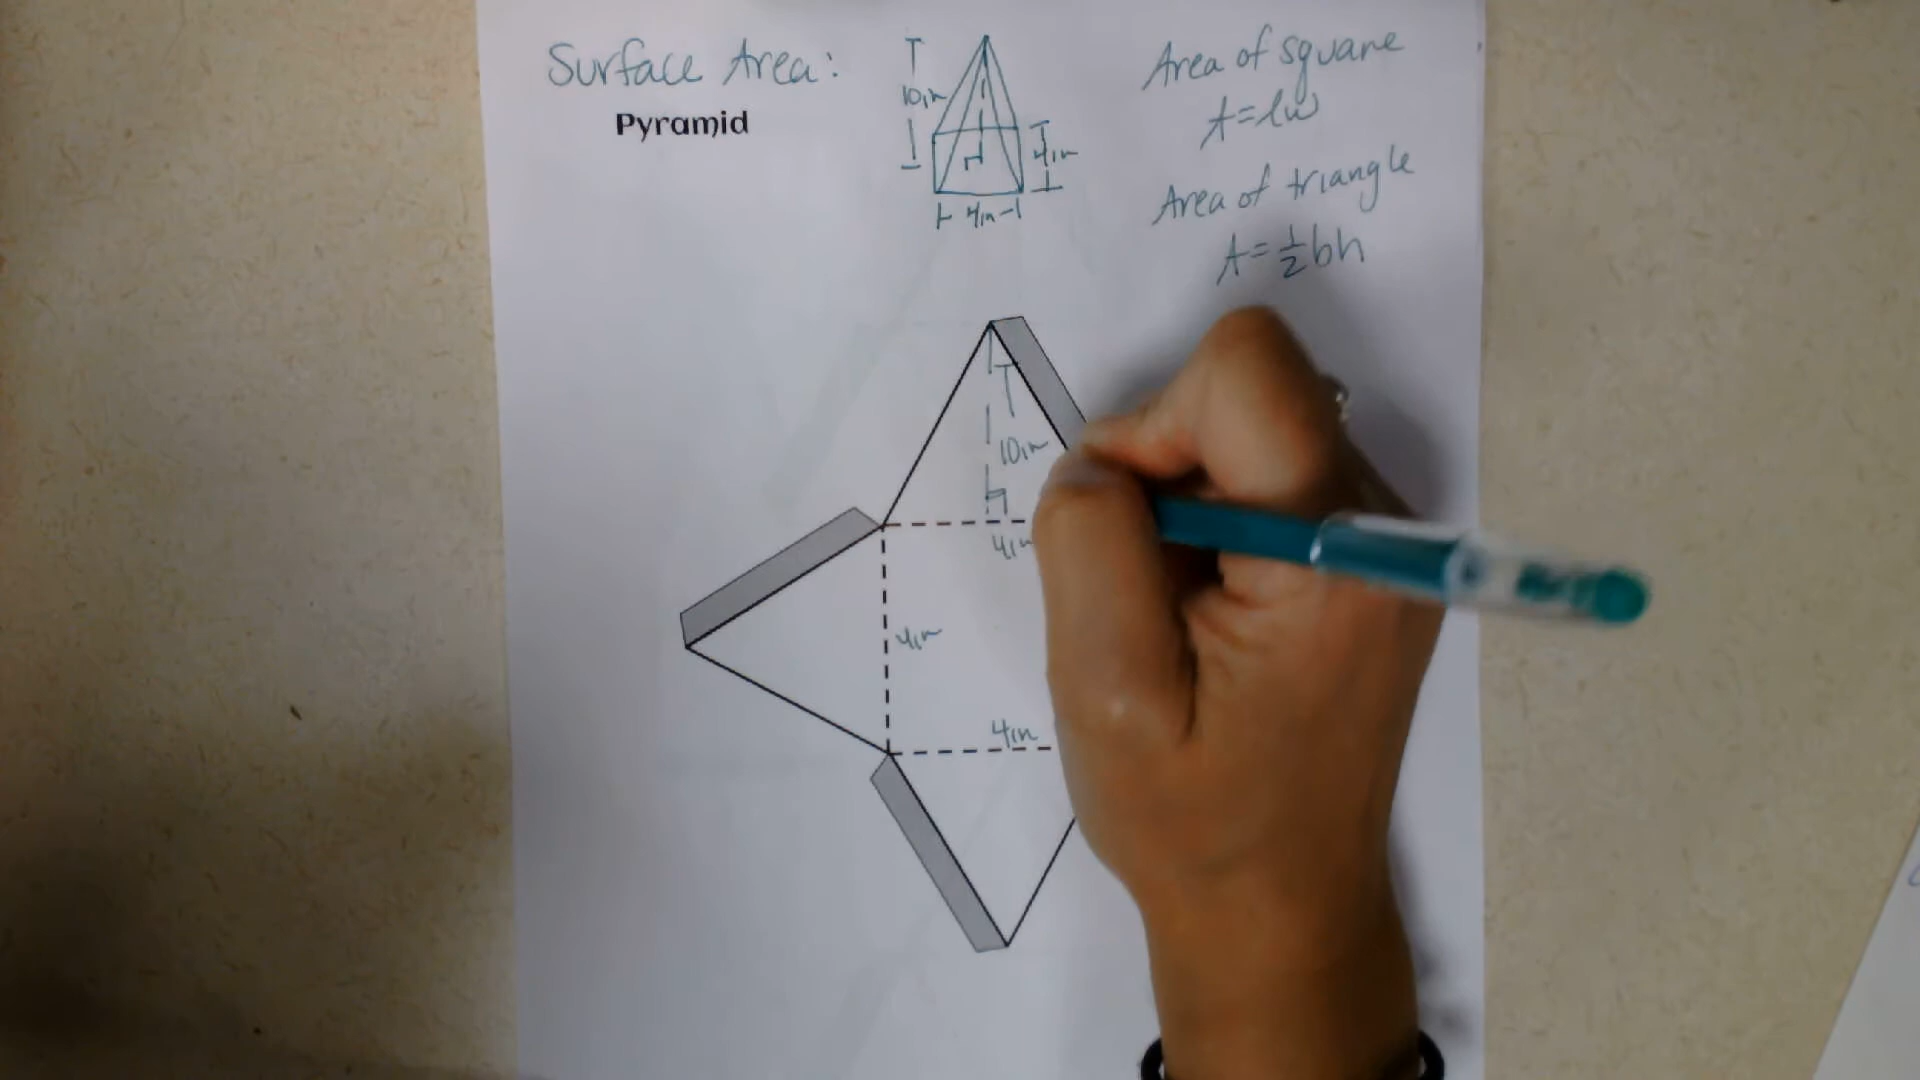 Surface Area:
Pyramid
10in
4in
4in
Area of square
A=lw
Area of triangle
A=½bh
10in
4in
4in
4in